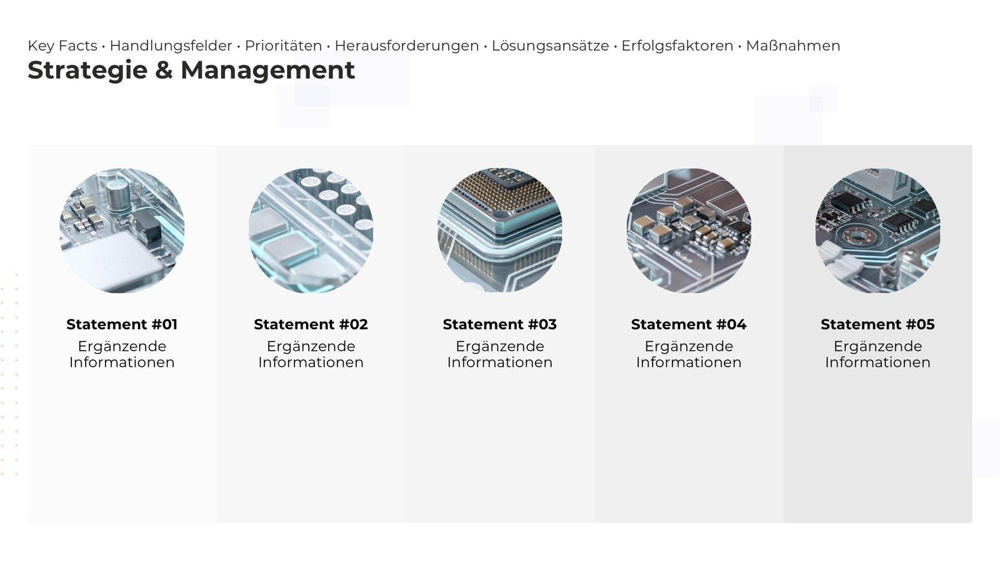 Key Facts • Handlungsfelder • Prioritäten • Herausforderungen • Lösungsansätze • Erfolgsfaktoren • Maßnahmen
Strategie & Management
Statement #01
Ergänzende
Informationen
Statement #02
Ergänzende
Informationen
Statement #03
Ergänzende
Informationen
Statement #04
Ergänzende
Informationen
Statement #05
Ergänzende
Informationen